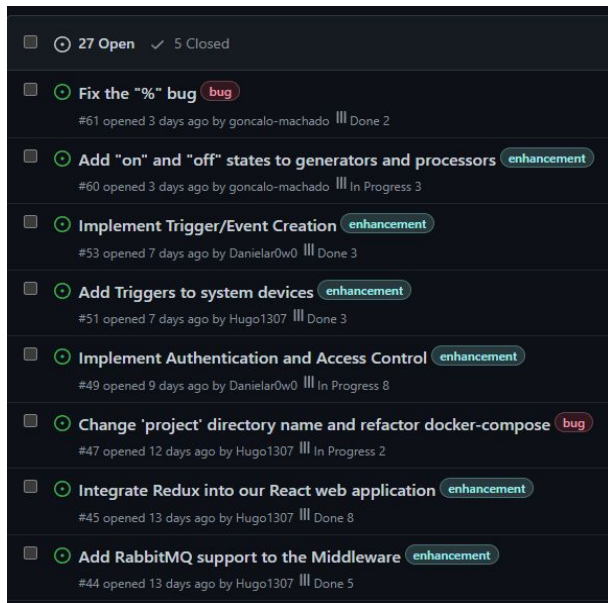 27 Open 5 Closed
Fix the "%" bug bug
#61 opened 3 days ago by goncalo-machado Done 2
Add "on" and "off" states to generators and processors enhancement
#60 opened 3 days ago by goncalo-machado In Progress 3
Implement Trigger/Event Creation enhancement
#53 opened 7 days ago by Danielar0w0 Done 3
Add Triggers to system devices enhancement
#51 opened 7 days ago by Hugo1307 Done 3
Implement Authentication and Access Control enhancement
#49 opened 9 days ago by Danielar0w0 In Progress 8
Change 'project' directory name and refactor docker-compose bug
#47 opened 12 days ago by Hugo1307 In Progress 2
Integrate Redux into our React web application enhancement
#45 opened 13 days ago by Hugo1307 Done 8
Add RabbitMQ support to the Middleware enhancement
#44 opened 13 days ago by Hugo1307 Done 5